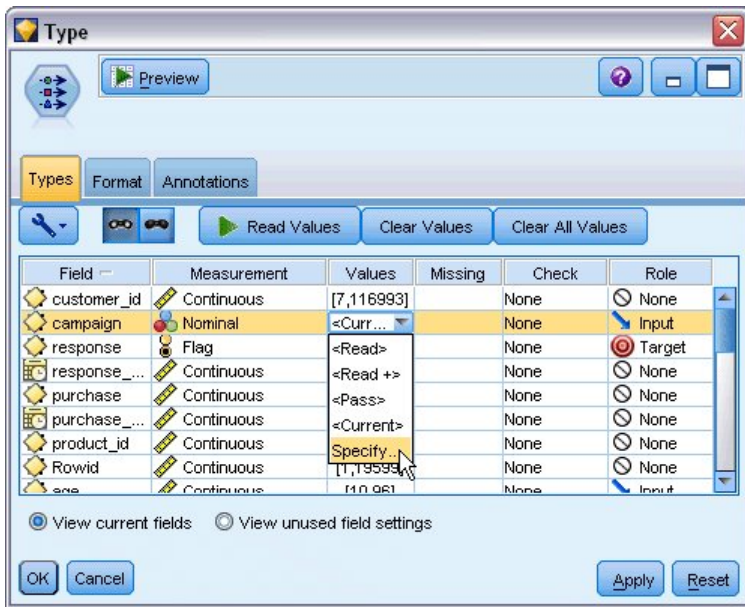 Type
Preview
Types Format Annotations
Read Values Clear Values Clear All Values
Field Measurement Values Missing Check Role
customer_id Continuous [7,116993] None None
campaign Nominal <Curr... None Input
response Flag <Read> None Target
response_... Continuous <Read +> None None
purchase Continuous <Pass> None None
purchase_... Continuous <Current> None None
product_id Continuous Specify... None None
Rowid Continuous None None
age Continuous [10,96] None Input
View current fields View unused field settings
OK Cancel Apply Reset